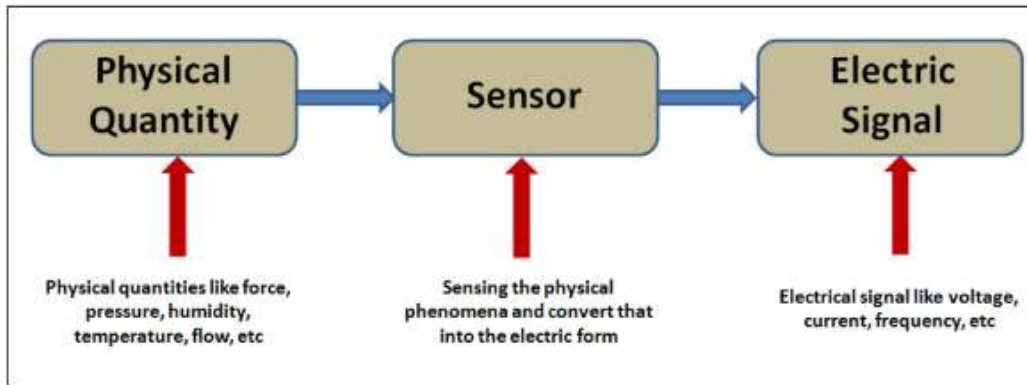 Physical
Quantity
Sensor
Electric
Signal
Physical quantities like force,
pressure, humidity,
temperature, flow, etc
Sensing the physical
phenomena and convert that
into the electric form
Electrical signal like voltage,
current, frequency, etc